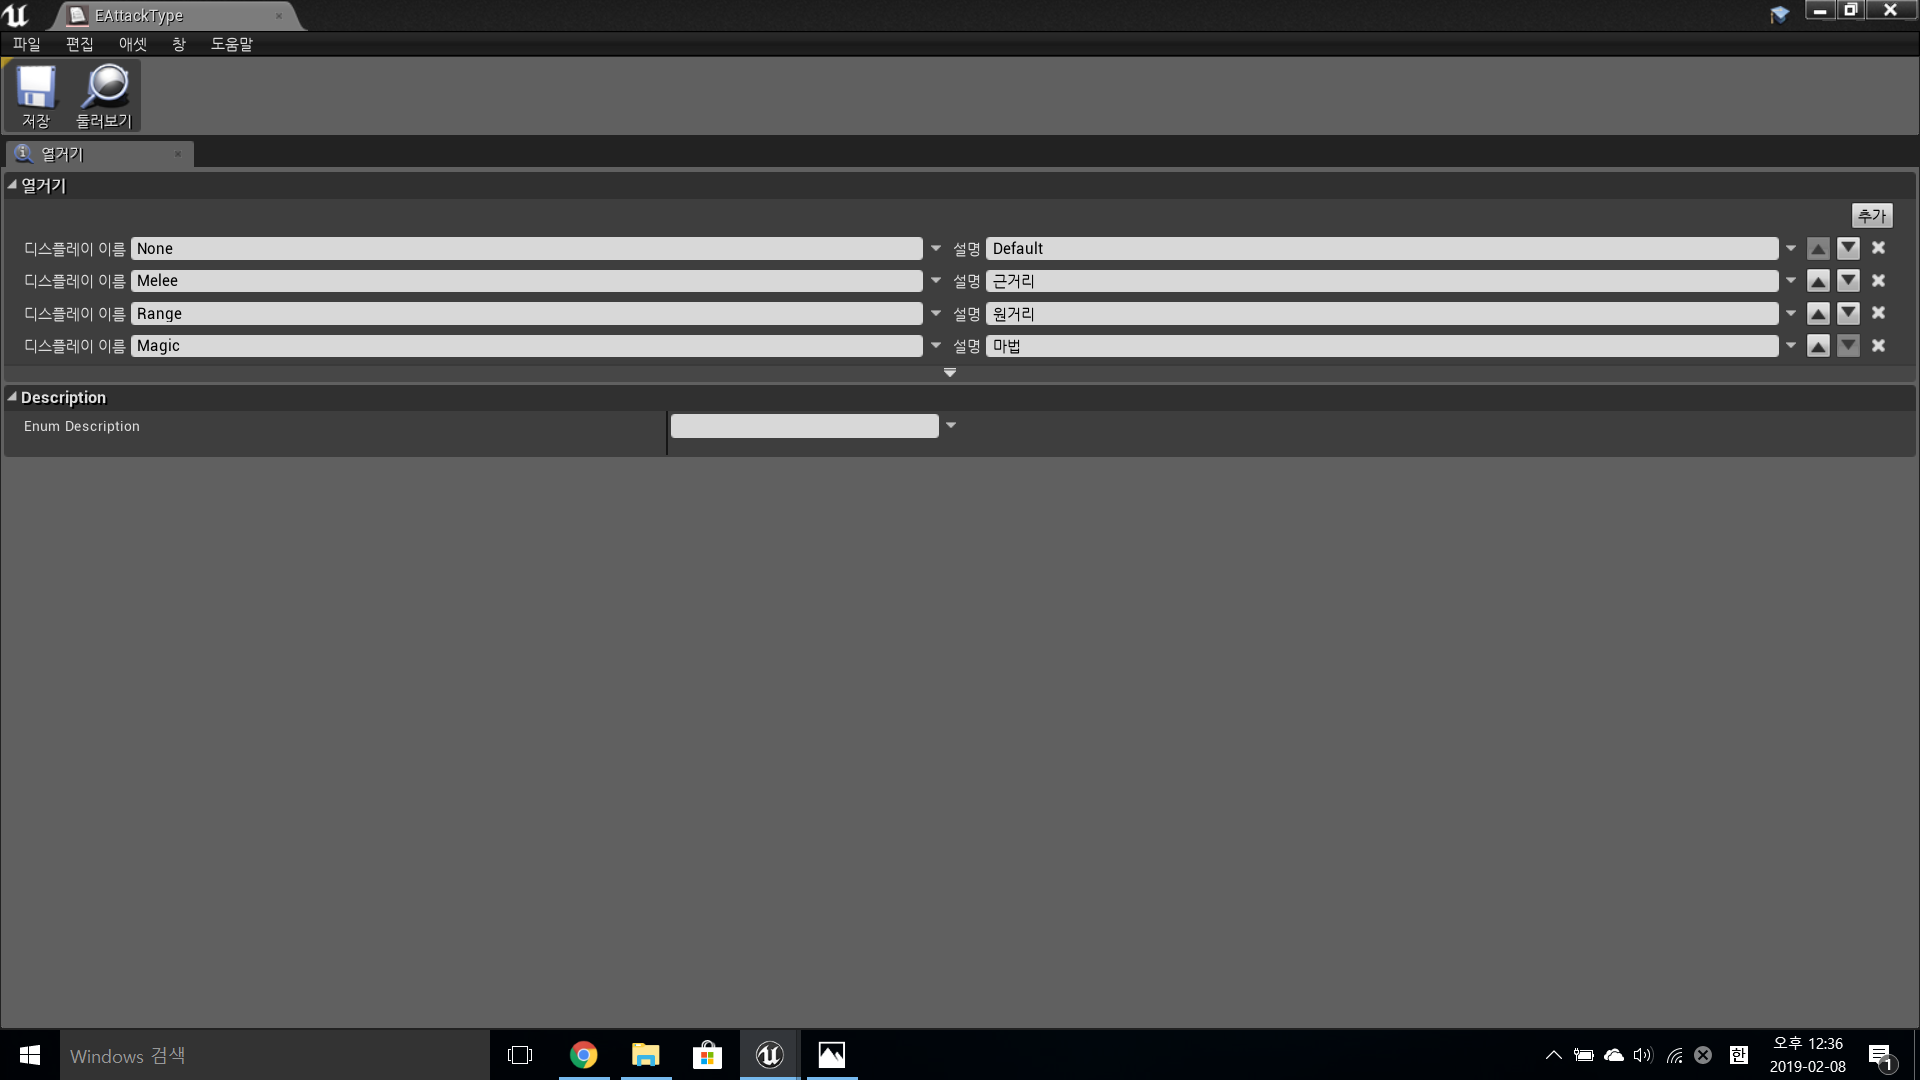 EAttackType
파일 편집 애셋 창 도움말
저장 둘러보기
열거기
열거기
추가
디스플레이 이름 None 설명 Default
디스플레이 이름 Melee 설명 근거리
디스플레이 이름 Range 설명 원거리
디스플레이 이름 Magic 설명 마법
Description
Enum Description
Windows 검색
한
오후 12:36
2019-02-08
1